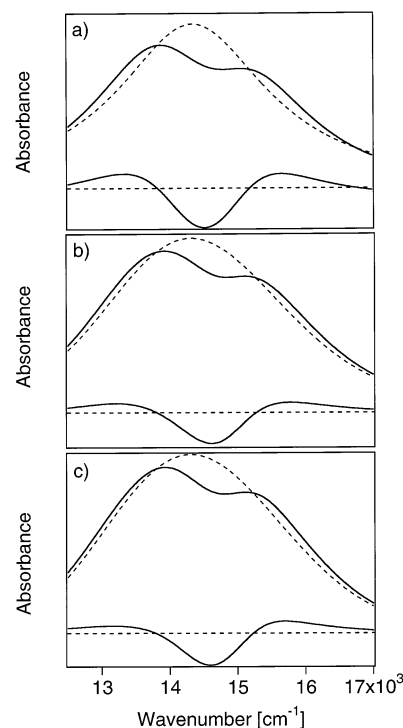 a)
Absorbance
b)
Absorbance
c)
Absorbance
13 14 15 16 17x10³
Wavenumber [cm⁻¹]